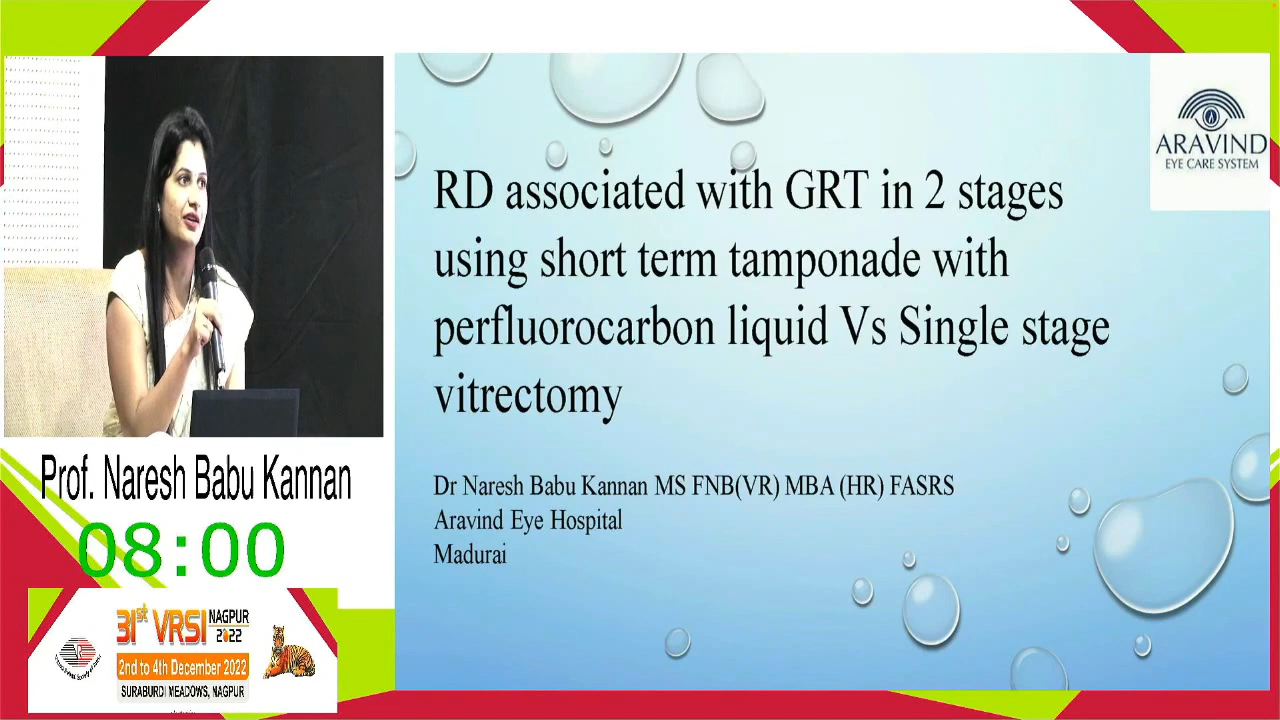 ARAVIND
EYE CARE SYSTEM
RD associated with GRT in 2 stages
using short term tamponade with
perfluorocarbon liquid Vs Single stage
vitrectomy
Dr Naresh Babu Kannan MS FNB(VR) MBA (HR) FASRS
Aravind Eye Hospital
Madurai
Prof. Naresh Babu Kannan
08:00
31st VRSI NAGPUR
2022
2nd to 4th December 2022
SURABURDI MEADOWS, NAGPUR